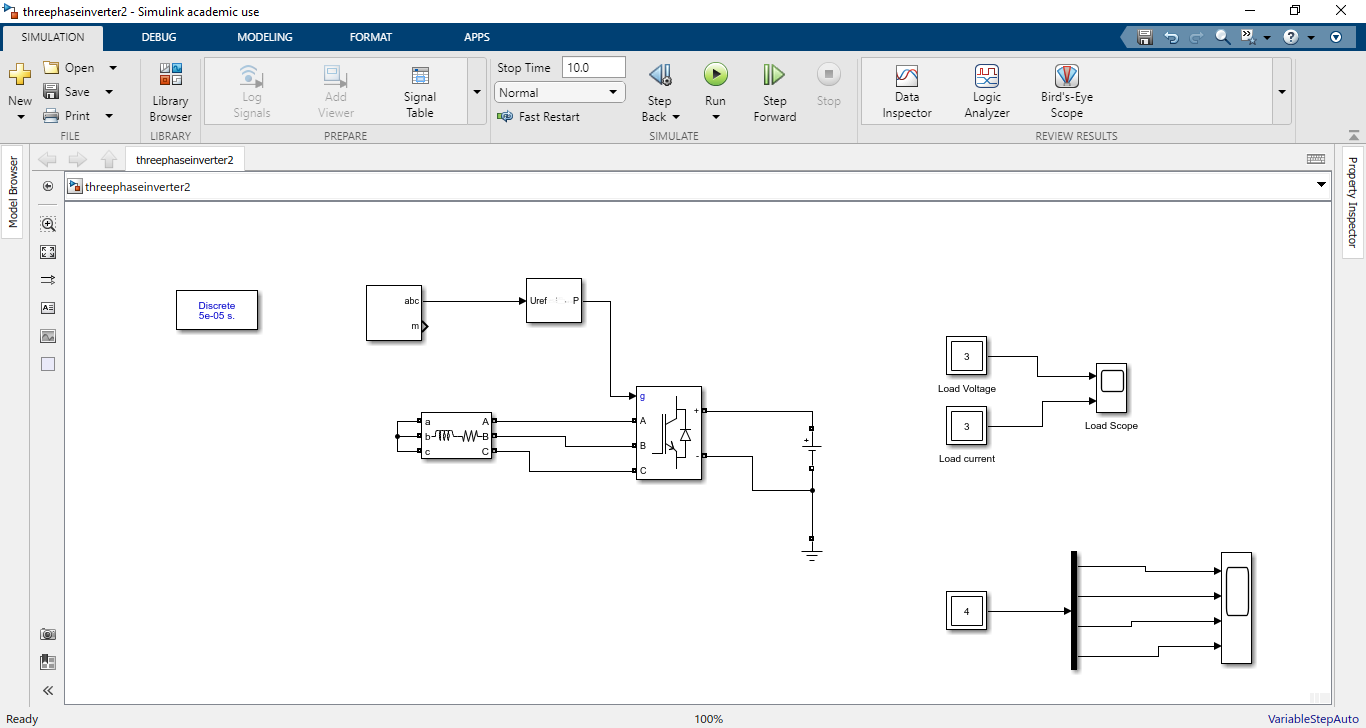 threephaseinverter2 - Simulink academic use
SIMULATION
DEBUG
MODELING
FORMAT
APPS
New
Open
Save
Print
FILE
Library
Browser
LIBRARY
Log
Signals
Add
Viewer
Signal
Table
PREPARE
Stop Time 10.0
Normal
Fast Restart
Step
Back
Run
Step
Forward
Stop
SIMULATE
Data
Inspector
Logic
Analyzer
Bird's-Eye
Scope
REVIEW RESULTS
Model Browser
threephaseinverter2
threephaseinverter2
Property Inspector
Discrete
5e-05 s.
abc
m
Uref
P
g
A
B
C
+
-
a
b
c
A
B
C
+
3
Load Voltage
3
Load current
Load Scope
4
Ready
100%
VariableStepAuto